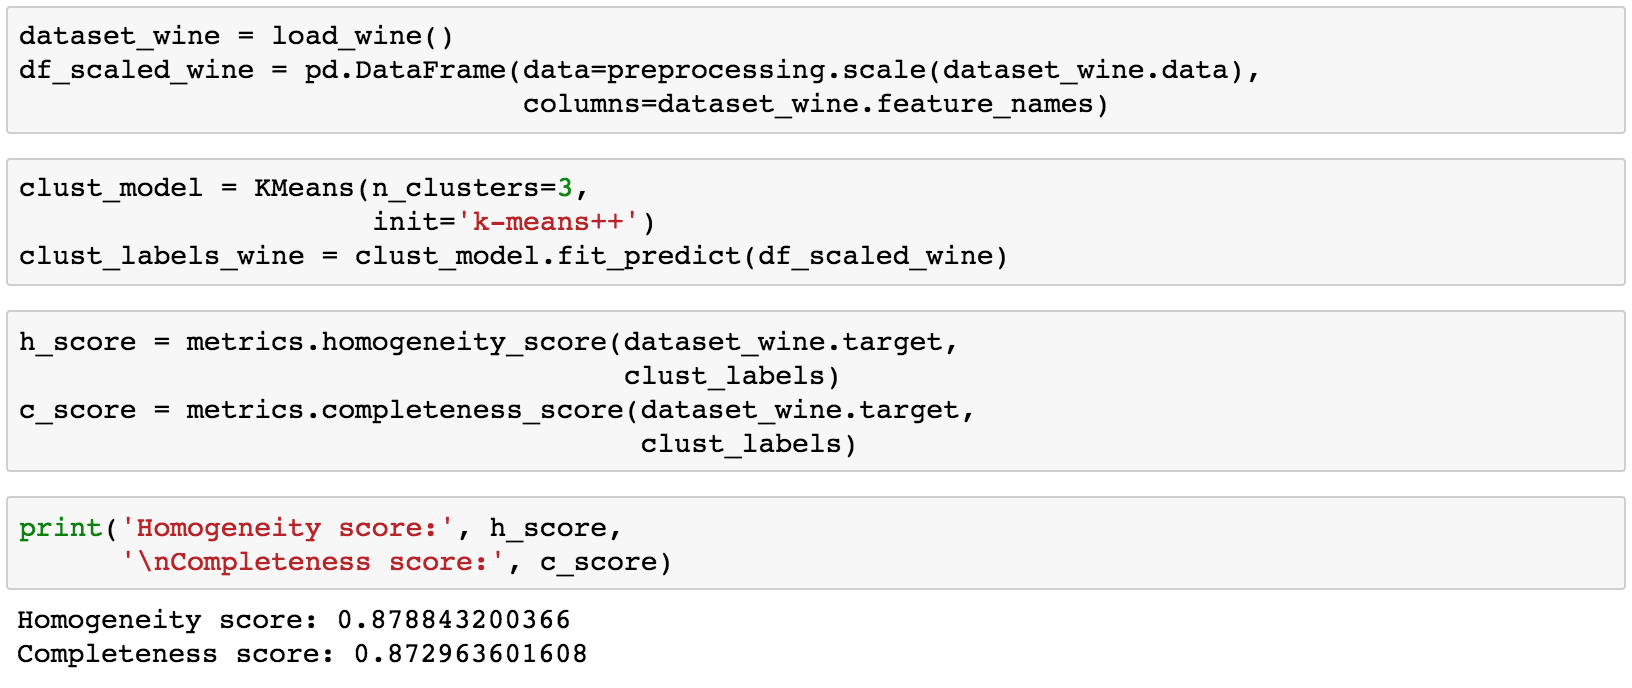 dataset_wine = load_wine()
df_scaled_wine = pd.DataFrame(data=preprocessing.scale(dataset_wine.data),
                              columns=dataset_wine.feature_names)
clust_model = KMeans(n_clusters=3,
                     init='k-means++')
clust_labels_wine = clust_model.fit_predict(df_scaled_wine)
h_score = metrics.homogeneity_score(dataset_wine.target,
                                    clust_labels)
c_score = metrics.completeness_score(dataset_wine.target,
                                     clust_labels)
print('Homogeneity score:', h_score,
      '\nCompleteness score:', c_score)
Homogeneity score: 0.878843200366
Completeness score: 0.872963601608